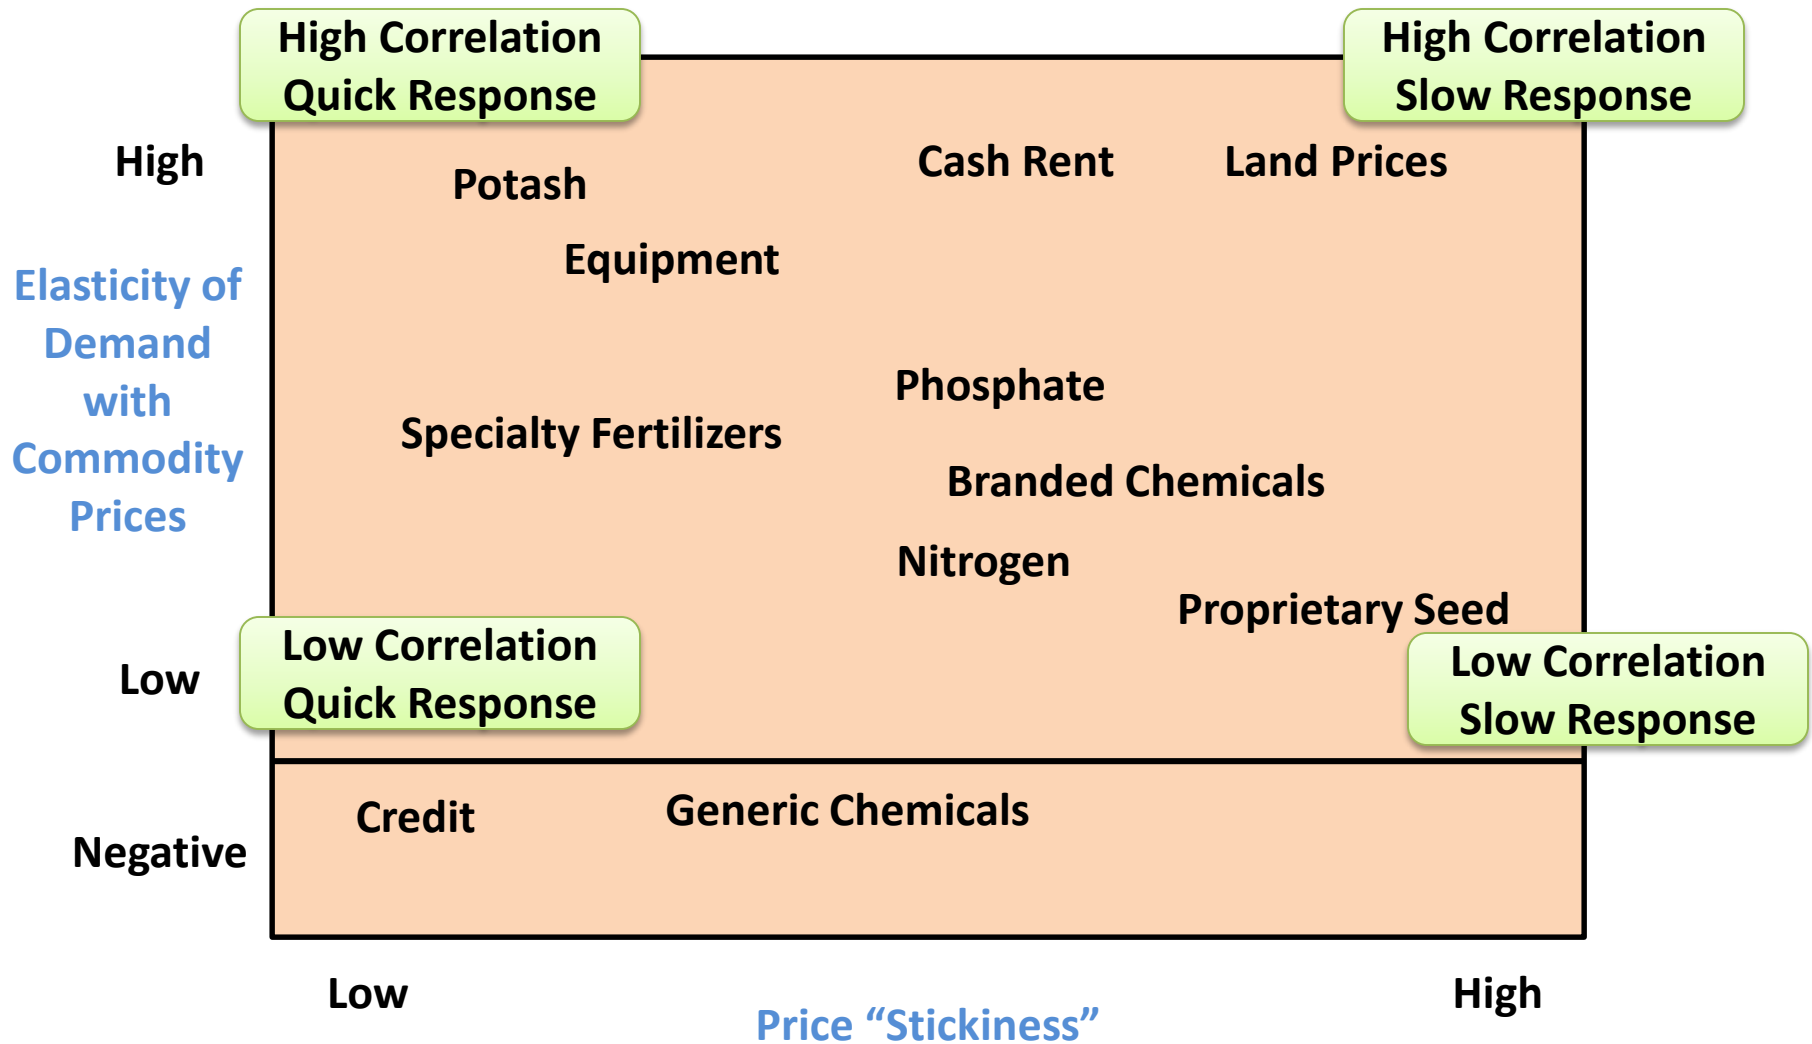 High Correlation
Quick Response
High Correlation
Slow Response
High
Potash
Cash Rent
Land Prices
Equipment
Elasticity of
Demand
with
Commodity
Prices
Phosphate
Specialty Fertilizers
Branded Chemicals
Nitrogen
Proprietary Seed
Low Correlation
Quick Response
Low
Low Correlation
Slow Response
Credit
Generic Chemicals
Negative
Low
High
Price “Stickiness”